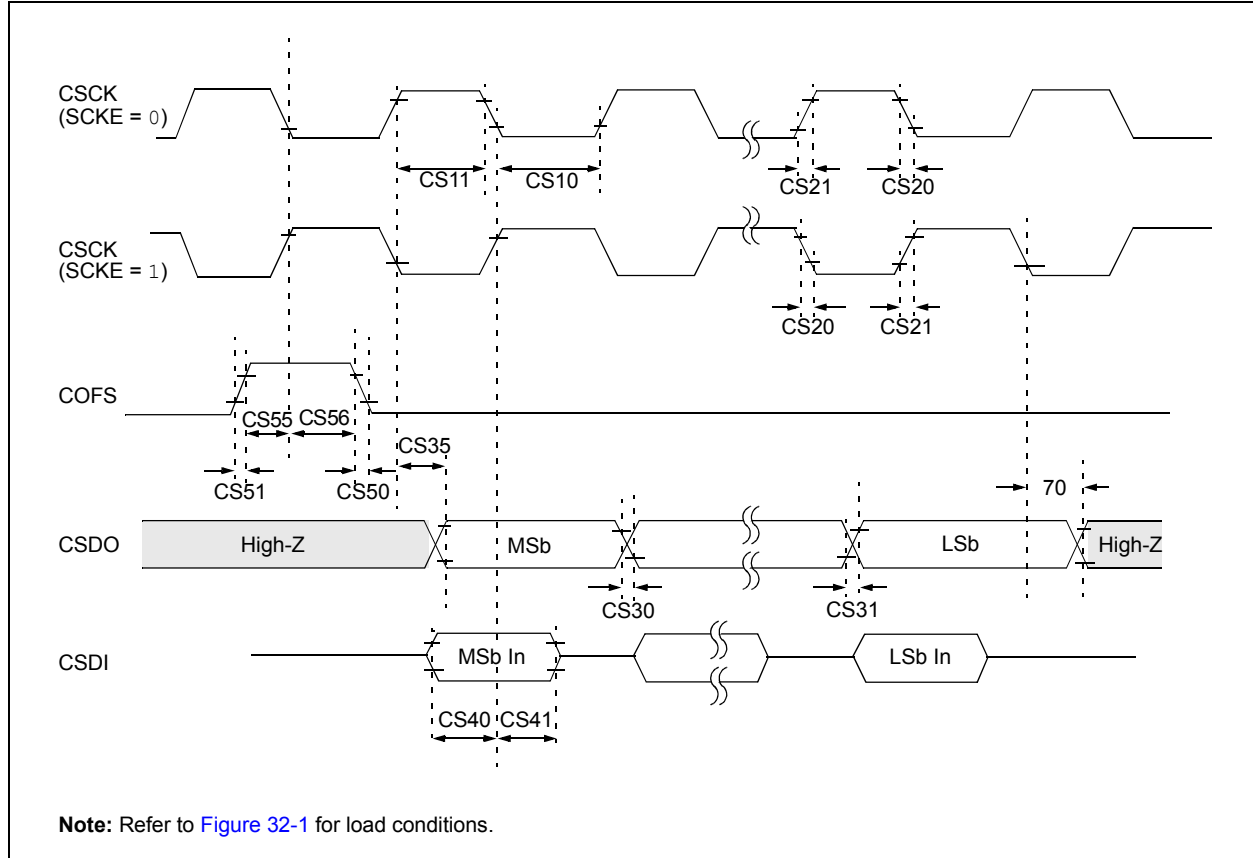 CSCK
(SCKE = 0)
CS11 CS10 CS21 CS20
CSCK
(SCKE = 1)
CS20 CS21
COFS
CS55 CS56
CS35
CS51 CS50
70
CSDO High-Z MSb LSb High-Z
CS30 CS31
CSDI MSb In LSb In
CS40 CS41
Note: Refer to Figure 32-1 for load conditions.